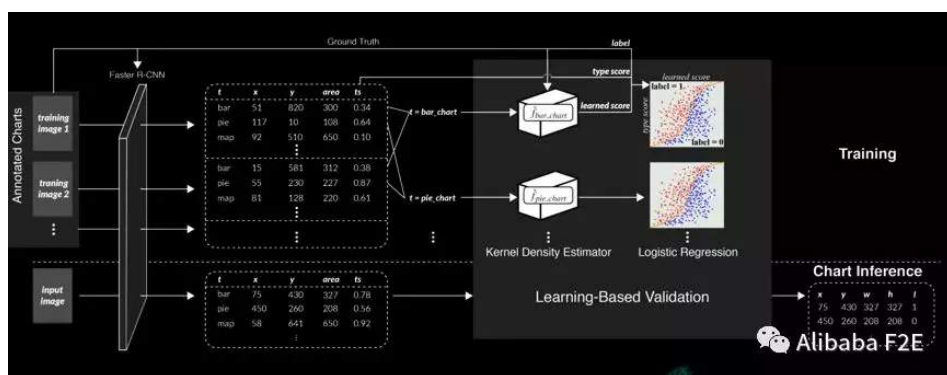 Ground Truth
label
Faster R-CNN
type score
learned score
Annotated Charts
training image 1
t x y area ts
bar 51 820 300 0.34
pie 117 10 108 0.64
map 92 510 650 0.10
t = bar_chart
f̂bar_chart
learned score
type score
label = 1
label = 0
Training
traning image 2
bar 15 581 312 0.38
pie 55 230 227 0.87
map 81 128 220 0.61
t = pie_chart
f̂pie_chart
Kernel Density Estimator
Logistic Regression
input image
t x y area ts
bar 75 430 327 0.78
pie 450 260 208 0.56
map 58 641 650 0.92
Learning-Based Validation
Chart Inference
x y w h l
75 430 327 327 1
450 260 208 208 0
Alibaba F2E